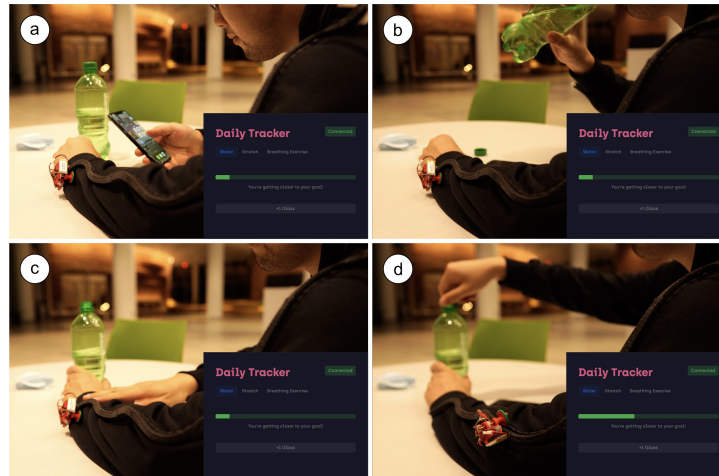 a
Daily Tracker
Connected
Water Stretch Breathing Exercise
You're getting closer to your goal!
+1 Glass
b
Daily Tracker
Connected
Water Stretch Breathing Exercise
You're getting closer to your goal!
+1 Glass
c
Daily Tracker
Connected
Water Stretch Breathing Exercise
You're getting closer to your goal!
+1 Glass
d
Daily Tracker
Connected
Water Stretch Breathing Exercise
You're getting closer to your goal!
+1 Glass